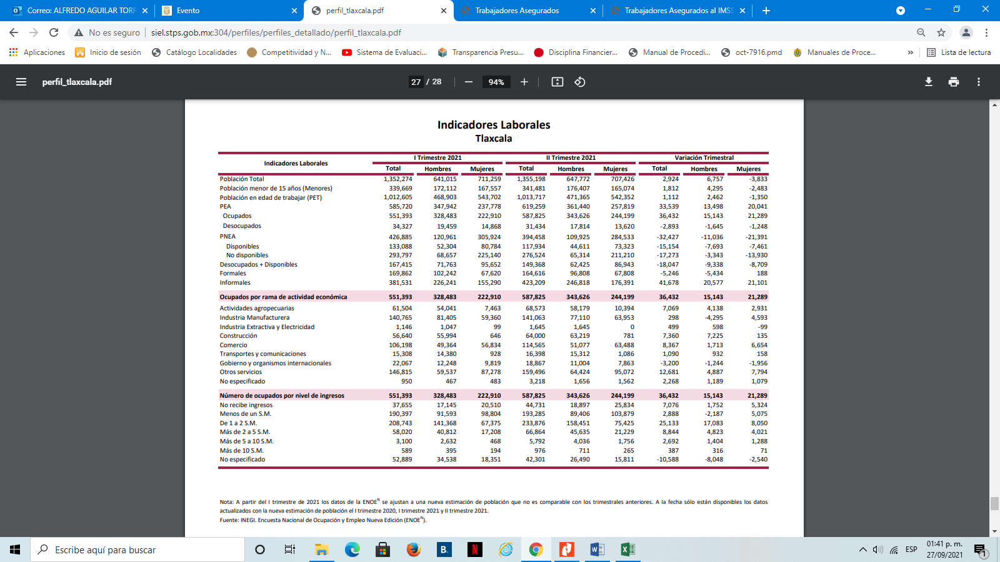 Correo: ALFREDO AGUILAR TORR
Evento
perfil_tlaxcala.pdf
Trabajadores Asegurados
Trabajadores Asegurados al IMSS
No es seguro siel.stps.gob.mx:304/perfiles/perfiles_detallado/perfil_tlaxcala.pdf
Aplicaciones Inicio de sesión Catálogo Localidades Competitividad y N... Sistema de Evaluaci... Transparencia Presu... Disciplina Financier... Manual de Procedi... oct-7916.pmd Manuales de Proce... » Lista de lectura
perfil_tlaxcala.pdf 27 / 28 — 94% +
Indicadores Laborales
Tlaxcala
Indicadores Laborales I Trimestre 2021 II Trimestre 2021 Variación Trimestral
Total Hombres Mujeres Total Hombres Mujeres Total Hombres Mujeres
Población Total 1,352,274 641,015 711,259 1,355,198 647,772 707,426 2,924 6,757 -3,833
Población menor de 15 años (Menores) 339,669 172,112 167,557 341,481 176,407 165,074 1,812 4,295 -2,483
Población en edad de trabajar (PET) 1,012,605 468,903 543,702 1,013,717 471,365 542,352 1,112 2,462 -1,350
PEA 585,720 347,942 237,778 619,259 361,440 257,819 33,539 13,498 20,041
Ocupados 551,393 328,483 222,910 587,825 343,626 244,199 36,432 15,143 21,289
Desocupados 34,327 19,459 14,868 31,434 17,814 13,620 -2,893 -1,645 -1,248
PNEA 426,885 120,961 305,924 394,458 109,925 284,533 -32,427 -11,036 -21,391
Disponibles 133,088 52,304 80,784 117,934 44,611 73,323 -15,154 -7,693 -7,461
No disponibles 293,797 68,657 225,140 276,524 65,314 211,210 -17,273 -3,343 -13,930
Desocupados + Disponibles 167,415 71,763 95,652 149,368 62,425 86,943 -18,047 -9,338 -8,709
Formales 169,862 102,242 67,620 164,616 96,808 67,808 -5,246 -5,434 188
Informales 381,531 226,241 155,290 423,209 246,818 176,391 41,678 20,577 21,101
Ocupados por rama de actividad económica 551,393 328,483 222,910 587,825 343,626 244,199 36,432 15,143 21,289
Actividades agropecuarias 61,504 54,041 7,463 68,573 58,179 10,394 7,069 4,138 2,931
Industria Manufacturera 140,765 81,405 59,360 141,063 77,110 63,953 298 -4,295 4,593
Industria Extractiva y Electricidad 1,146 1,047 99 1,645 1,645 0 499 598 -99
Construcción 56,640 55,994 646 64,000 63,219 781 7,360 7,225 135
Comercio 106,198 49,364 56,834 114,565 51,077 63,488 8,367 1,713 6,654
Transportes y comunicaciones 15,308 14,380 928 16,398 15,312 1,086 1,090 932 158
Gobierno y organismos internacionales 22,067 12,248 9,819 18,867 11,004 7,863 -3,200 -1,244 -1,956
Otros servicios 146,815 59,537 87,278 159,496 64,424 95,072 12,681 4,887 7,794
No especificado 950 467 483 3,218 1,656 1,562 2,268 1,189 1,079
Número de ocupados por nivel de ingresos 551,393 328,483 222,910 587,825 343,626 244,199 36,432 15,143 21,289
No recibe ingresos 37,655 17,145 20,510 44,731 18,897 25,834 7,076 1,752 5,324
Menos de un S.M. 190,397 91,593 98,804 193,285 89,406 103,879 2,888 -2,187 5,075
De 1 a 2 S.M. 208,743 141,368 67,375 233,876 158,451 75,425 25,133 17,083 8,050
Más de 2 a 5 S.M. 58,020 40,812 17,208 66,864 45,635 21,229 8,844 4,823 4,021
Más de 5 a 10 S.M. 3,100 2,632 468 5,792 4,036 1,756 2,692 1,404 1,288
Más de 10 S.M. 589 395 194 976 711 265 387 316 71
No especificado 52,889 34,538 18,351 42,301 26,490 15,811 -10,588 -8,048 -2,540
Nota: A partir del I trimestre de 2021 los datos de la ENOEᴺ se ajustan a una nueva estimación de población que no es comparable con los trimestrales anteriores. A la fecha sólo están disponibles los datos
actualizados con la nueva estimación de población el I trimestre 2020, I trimestre 2021 y II trimestre 2021.
Fuente: INEGI. Encuesta Nacional de Ocupación y Empleo Nueva Edición (ENOEᴺ).
Escribe aquí para buscar
B.
N
ESP
01:41 p. m.
27/09/2021
1